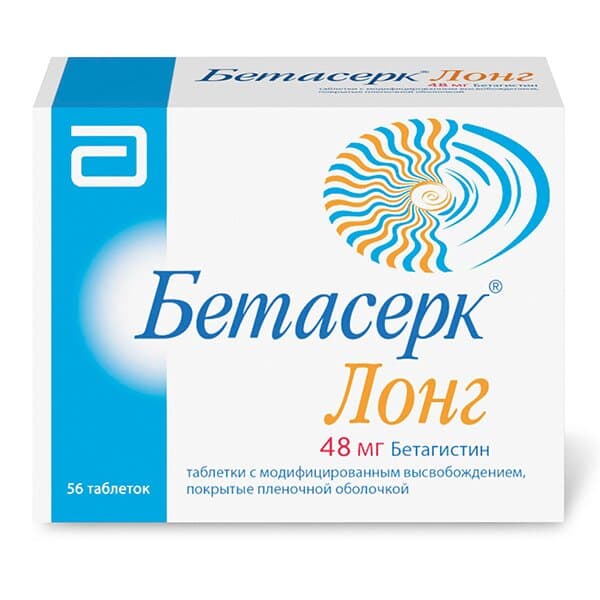 Бетасерк® Лонг
48 мг Бетагистин
таблетки с модифицированным высвобождением,
покрытые пленочной оболочкой
Бетасерк®
Лонг
48 мг Бетагистин
таблетки с модифицированным высвобождением,
покрытые пленочной оболочкой
56 таблеток